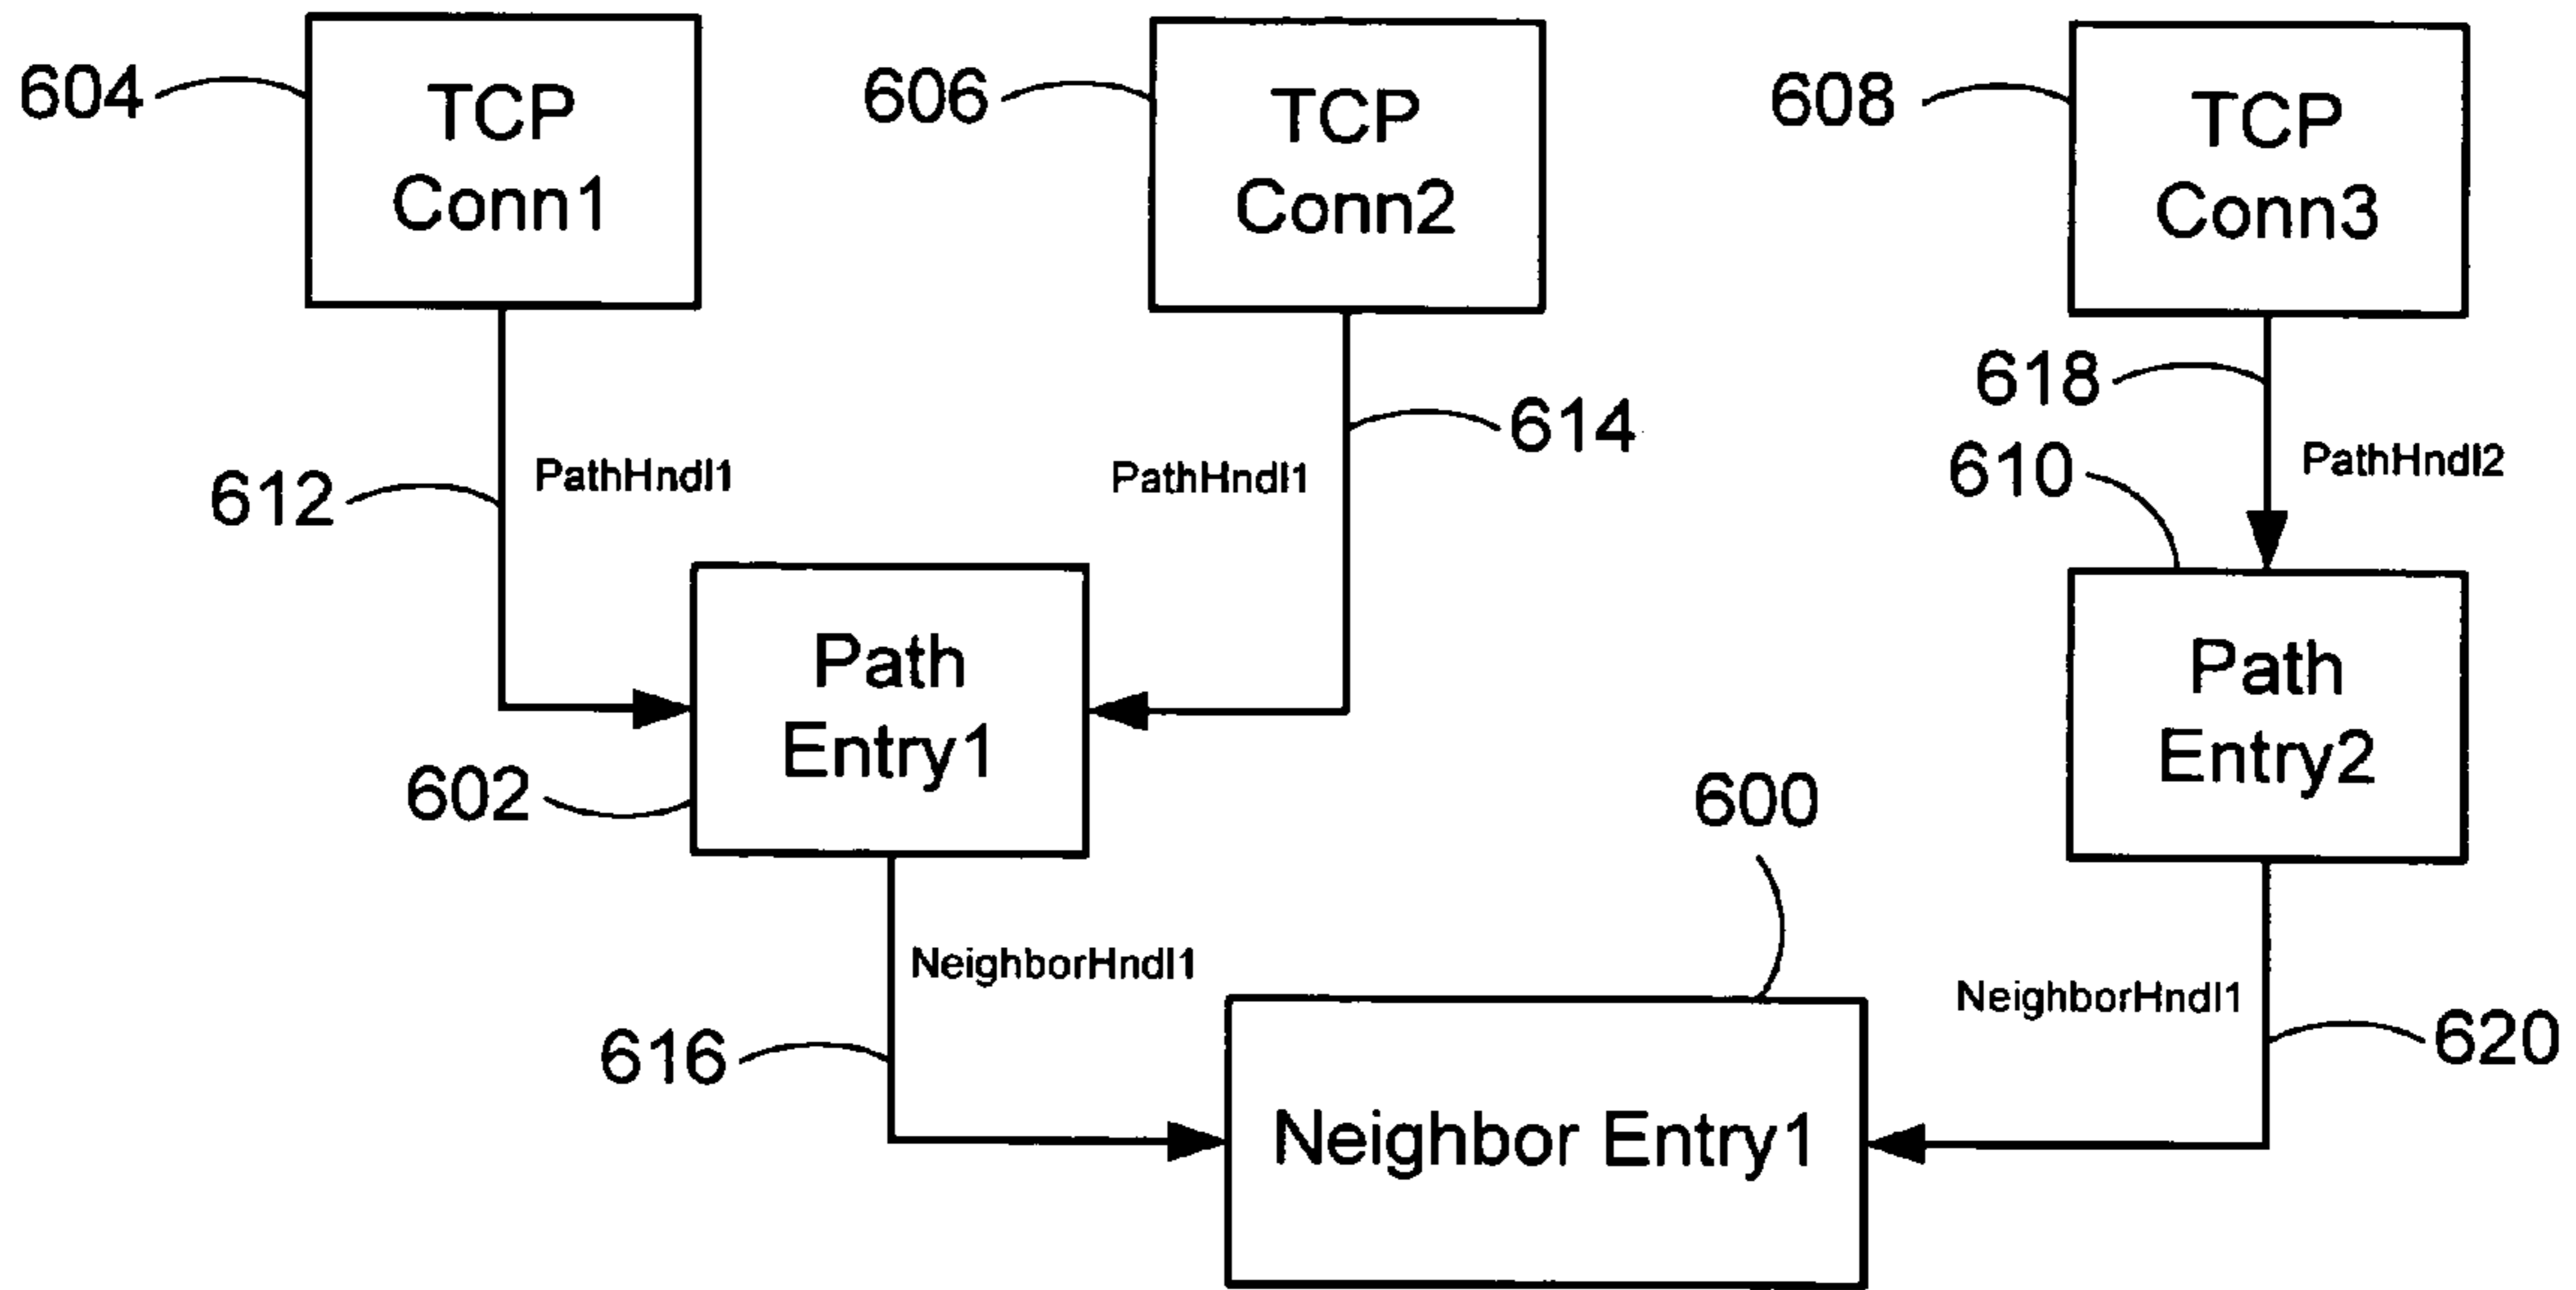 604
TCP
Conn1
606
TCP
Conn2
608
TCP
Conn3
618
614
PathHndl1
PathHndl1
PathHndl2
612
610
Path
Entry1
Path
Entry2
602
600
NeighborHndl1
NeighborHndl1
616
620
Neighbor Entry1